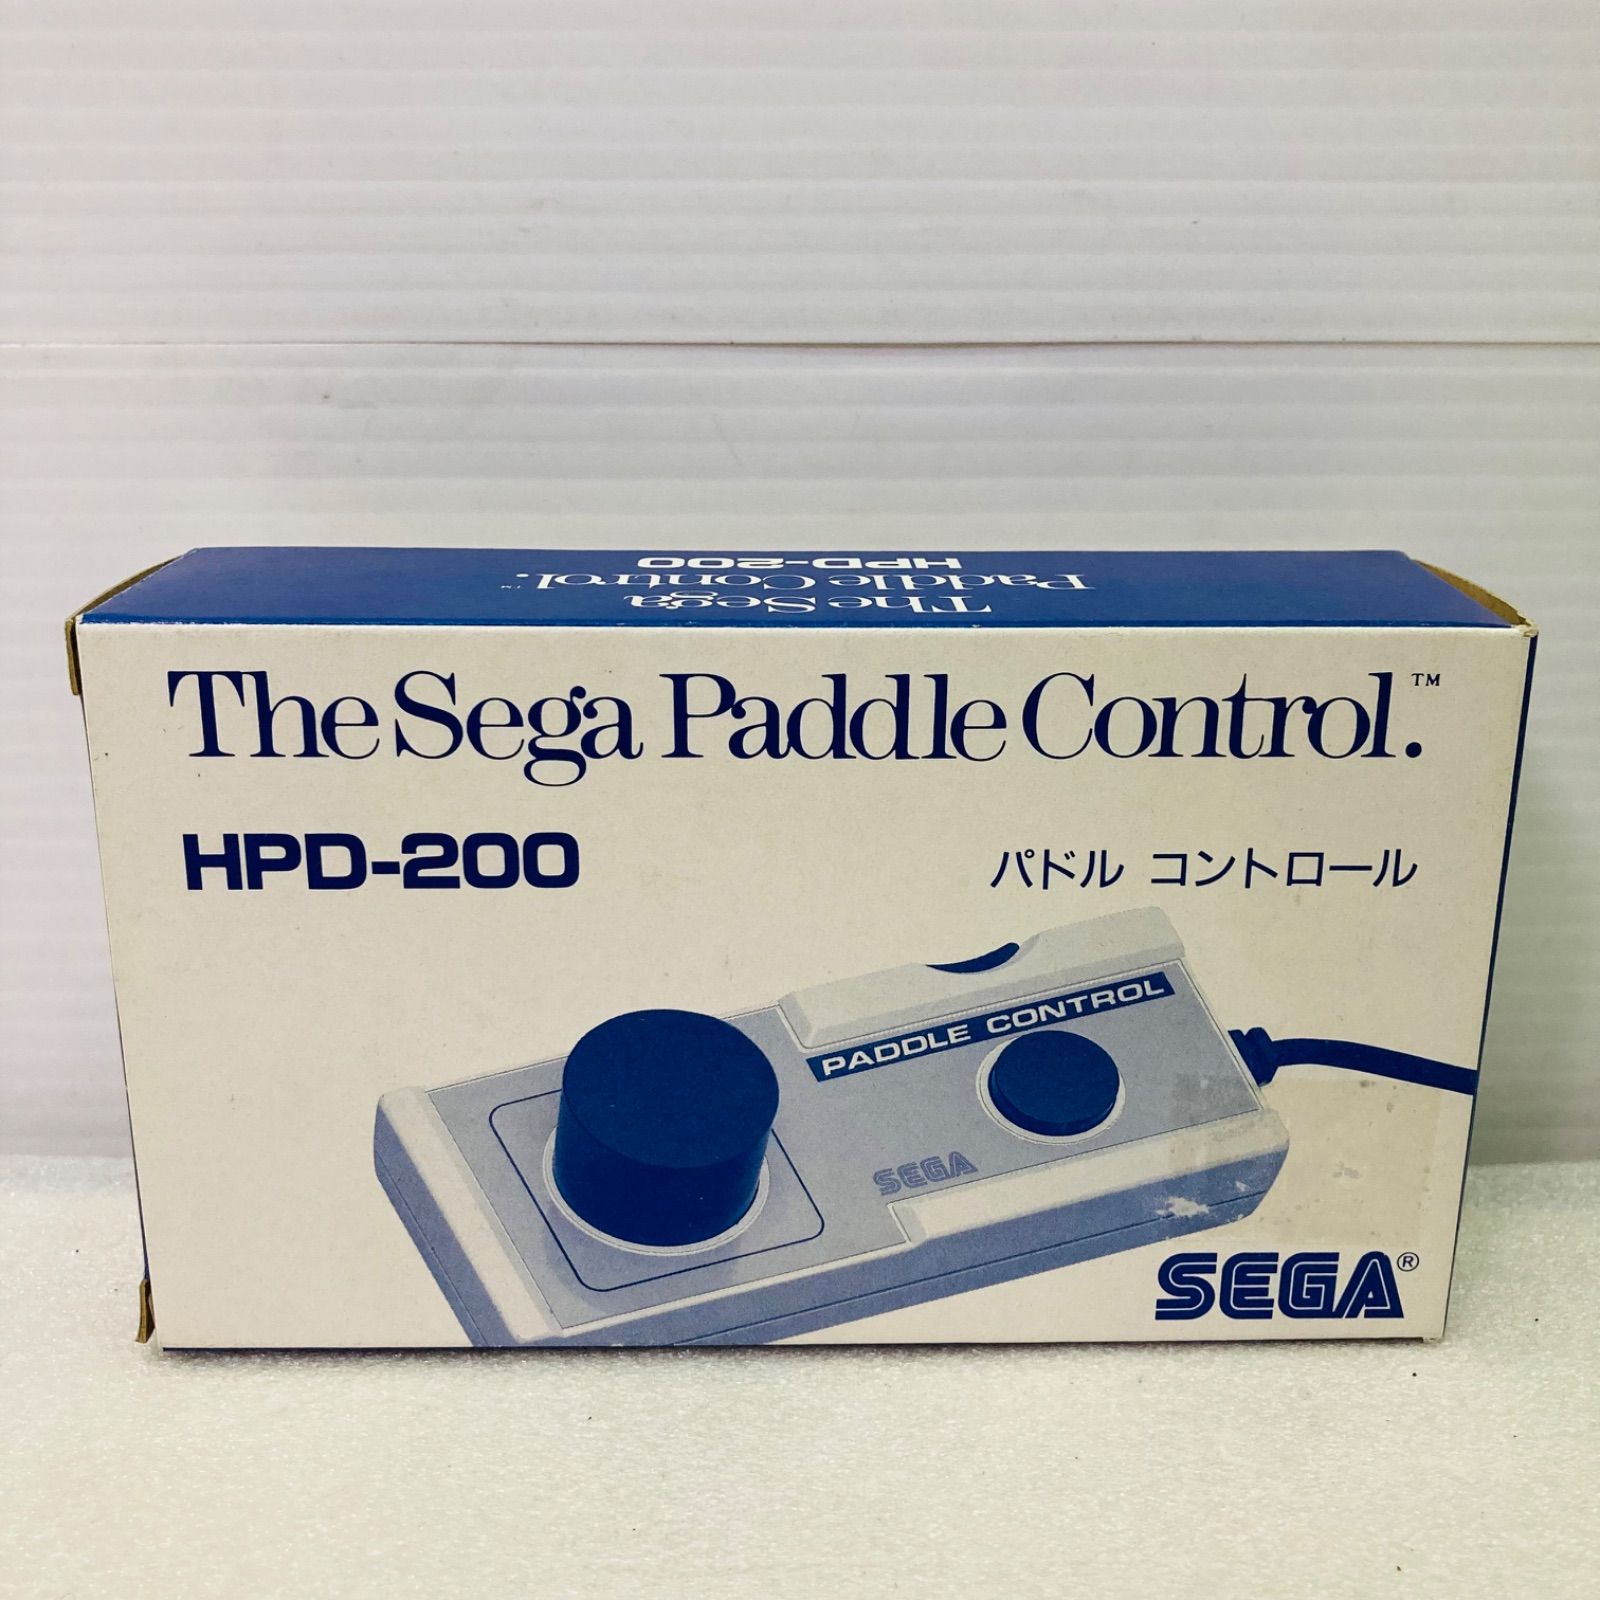 HPD-200
Paddle Control.™
The Sega
The Sega Paddle Control.™
HPD-200
パドル コントロール
PADDLE CONTROL
SEGA
SEGA®